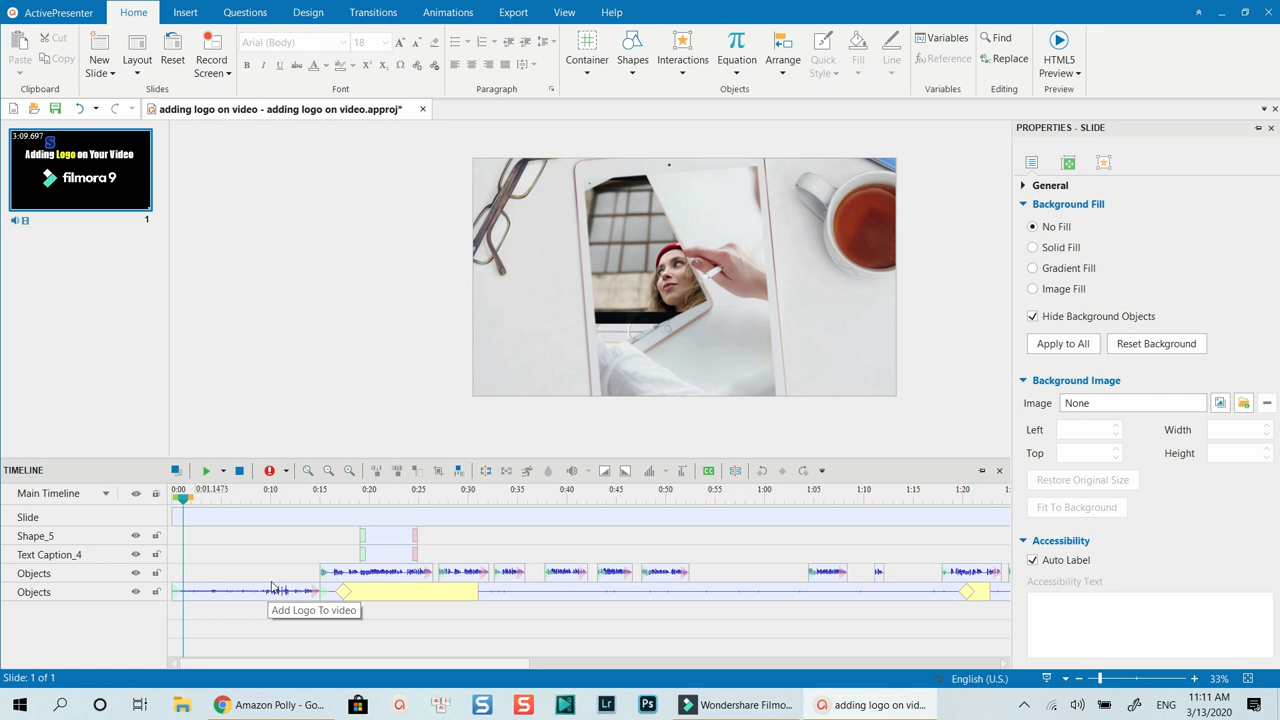 ActivePresenter
Home
Insert
Questions
Design
Transitions
Animations
Export
View
Help
Paste
Cut
Copy
Clipboard
New
Slide
Layout
Reset
Record
Screen
Slides
Arial (Body)
18
Font
Paragraph
Container
Shapes
Interactions
Equation
Arrange
Quick
Style
Fill
Line
Objects
Variables
Reference
Variables
Find
Replace
Editing
HTML5
Preview
Preview
adding logo on video - adding logo on video.approj*
3:09.697
S
Adding Logo on Your Video
filmora 9
1
PROPERTIES - SLIDE
General
Background Fill
No Fill
Solid Fill
Gradient Fill
Image Fill
Hide Background Objects
Apply to All
Reset Background
Background Image
Image
None
Left
Width
Top
Height
Restore Original Size
Fit To Background
Accessibility
Auto Label
Accessibility Text
TIMELINE
CC
Main Timeline
0:00
0:01.1475
0:10
0:15
0:20
0:25
0:30
0:35
0:40
0:45
0:50
0:55
1:00
1:05
1:10
1:15
1:20
Slide
Shape_5
Text Caption_4
Objects
Objects
Add Logo To video
Slide: 1 of 1
English (U.S.)
33%
Amazon Polly - Go...
Lr
Ps
Wondershare Filmo...
adding logo on vid...
ENG
11:11 AM
3/13/2020